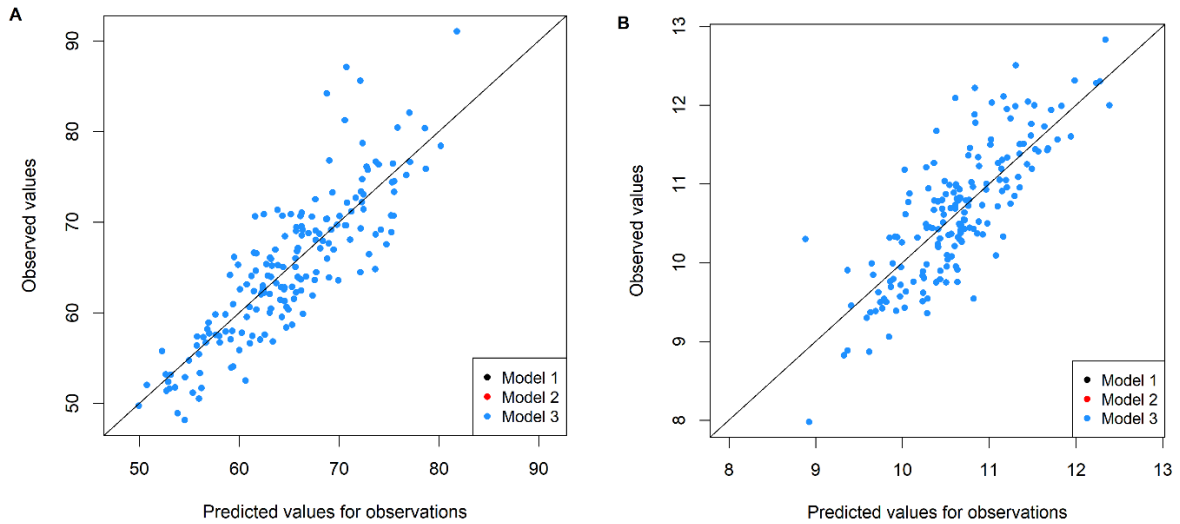 A
Observed values
90
80
70
60
50
50 60 70 80 90
Predicted values for observations
Model 1
Model 2
Model 3
B
Observed values
13
12
11
10
9
8
8 9 10 11 12 13
Predicted values for observations
Model 1
Model 2
Model 3